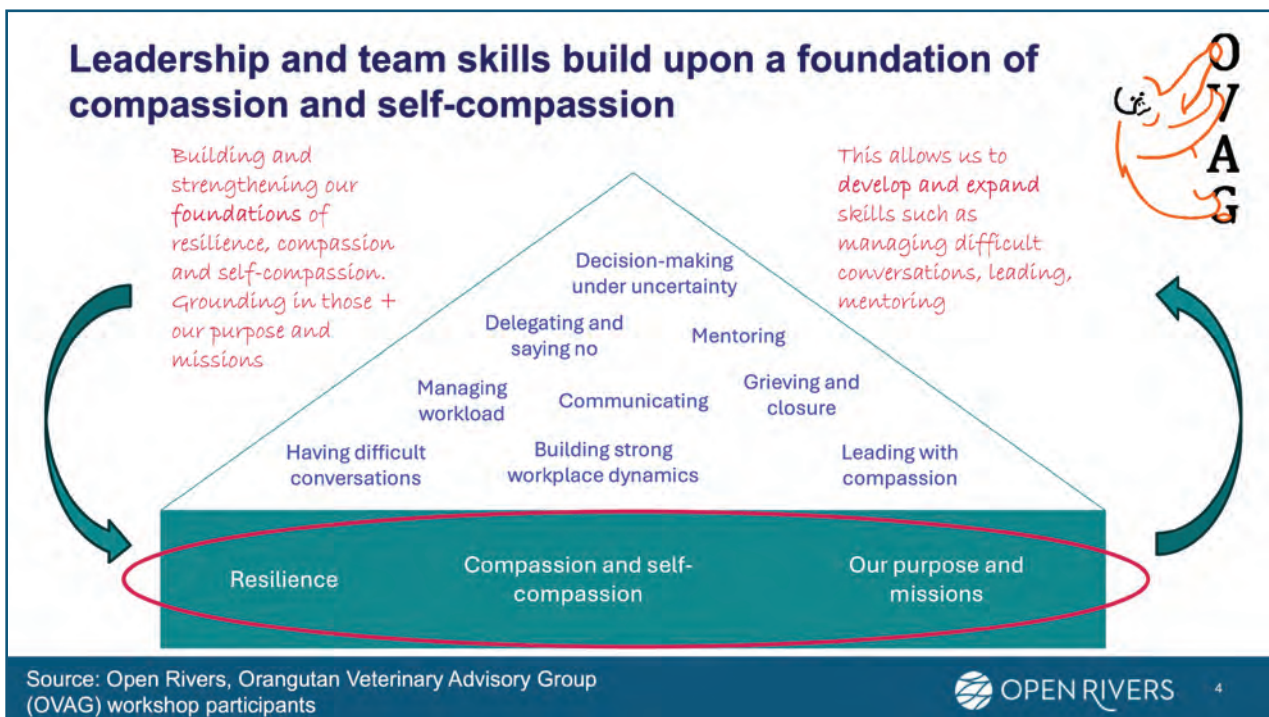 Leadership and team skills build upon a foundation of
compassion and self-compassion
O
V
A
G
Building and
strengthening our
foundations of
resilience, compassion
and self-compassion.
Grounding in those +
our purpose and
missions
This allows us to
develop and expand
skills such as
managing difficult
conversations, leading,
mentoring
Decision-making
under uncertainty
Delegating and
saying no
Mentoring
Managing
workload
Communicating
Grieving and
closure
Having difficult
conversations
Building strong
workplace dynamics
Leading with
compassion
Resilience
Compassion and self-
compassion
Our purpose and
missions
Source: Open Rivers, Orangutan Veterinary Advisory Group
(OVAG) workshop participants
OPEN RIVERS
4